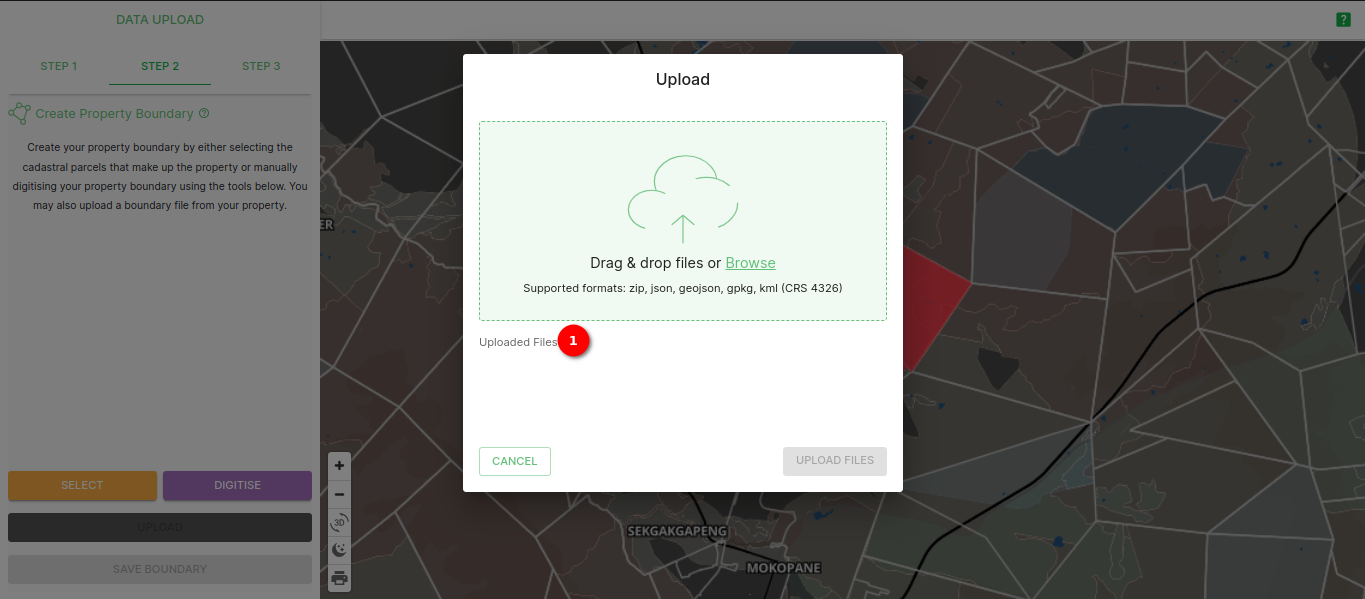 DATA UPLOAD
?
STEP 1 STEP 2 STEP 3
Create Property Boundary ?
Create your property boundary by either selecting the
cadastral parcels that make up the property or manually
digitising your property boundary using the tools below. You
may also upload a boundary file from your property.
SELECT DIGITISE
UPLOAD
SAVE BOUNDARY
Upload
Drag & drop files or Browse
Supported formats: zip, json, geojson, gpkg, kml (CRS 4326)
Uploaded Files 1
CANCEL UPLOAD FILES
ER
+
−
3D
SEKGAKGAPENG
MOKOPANE